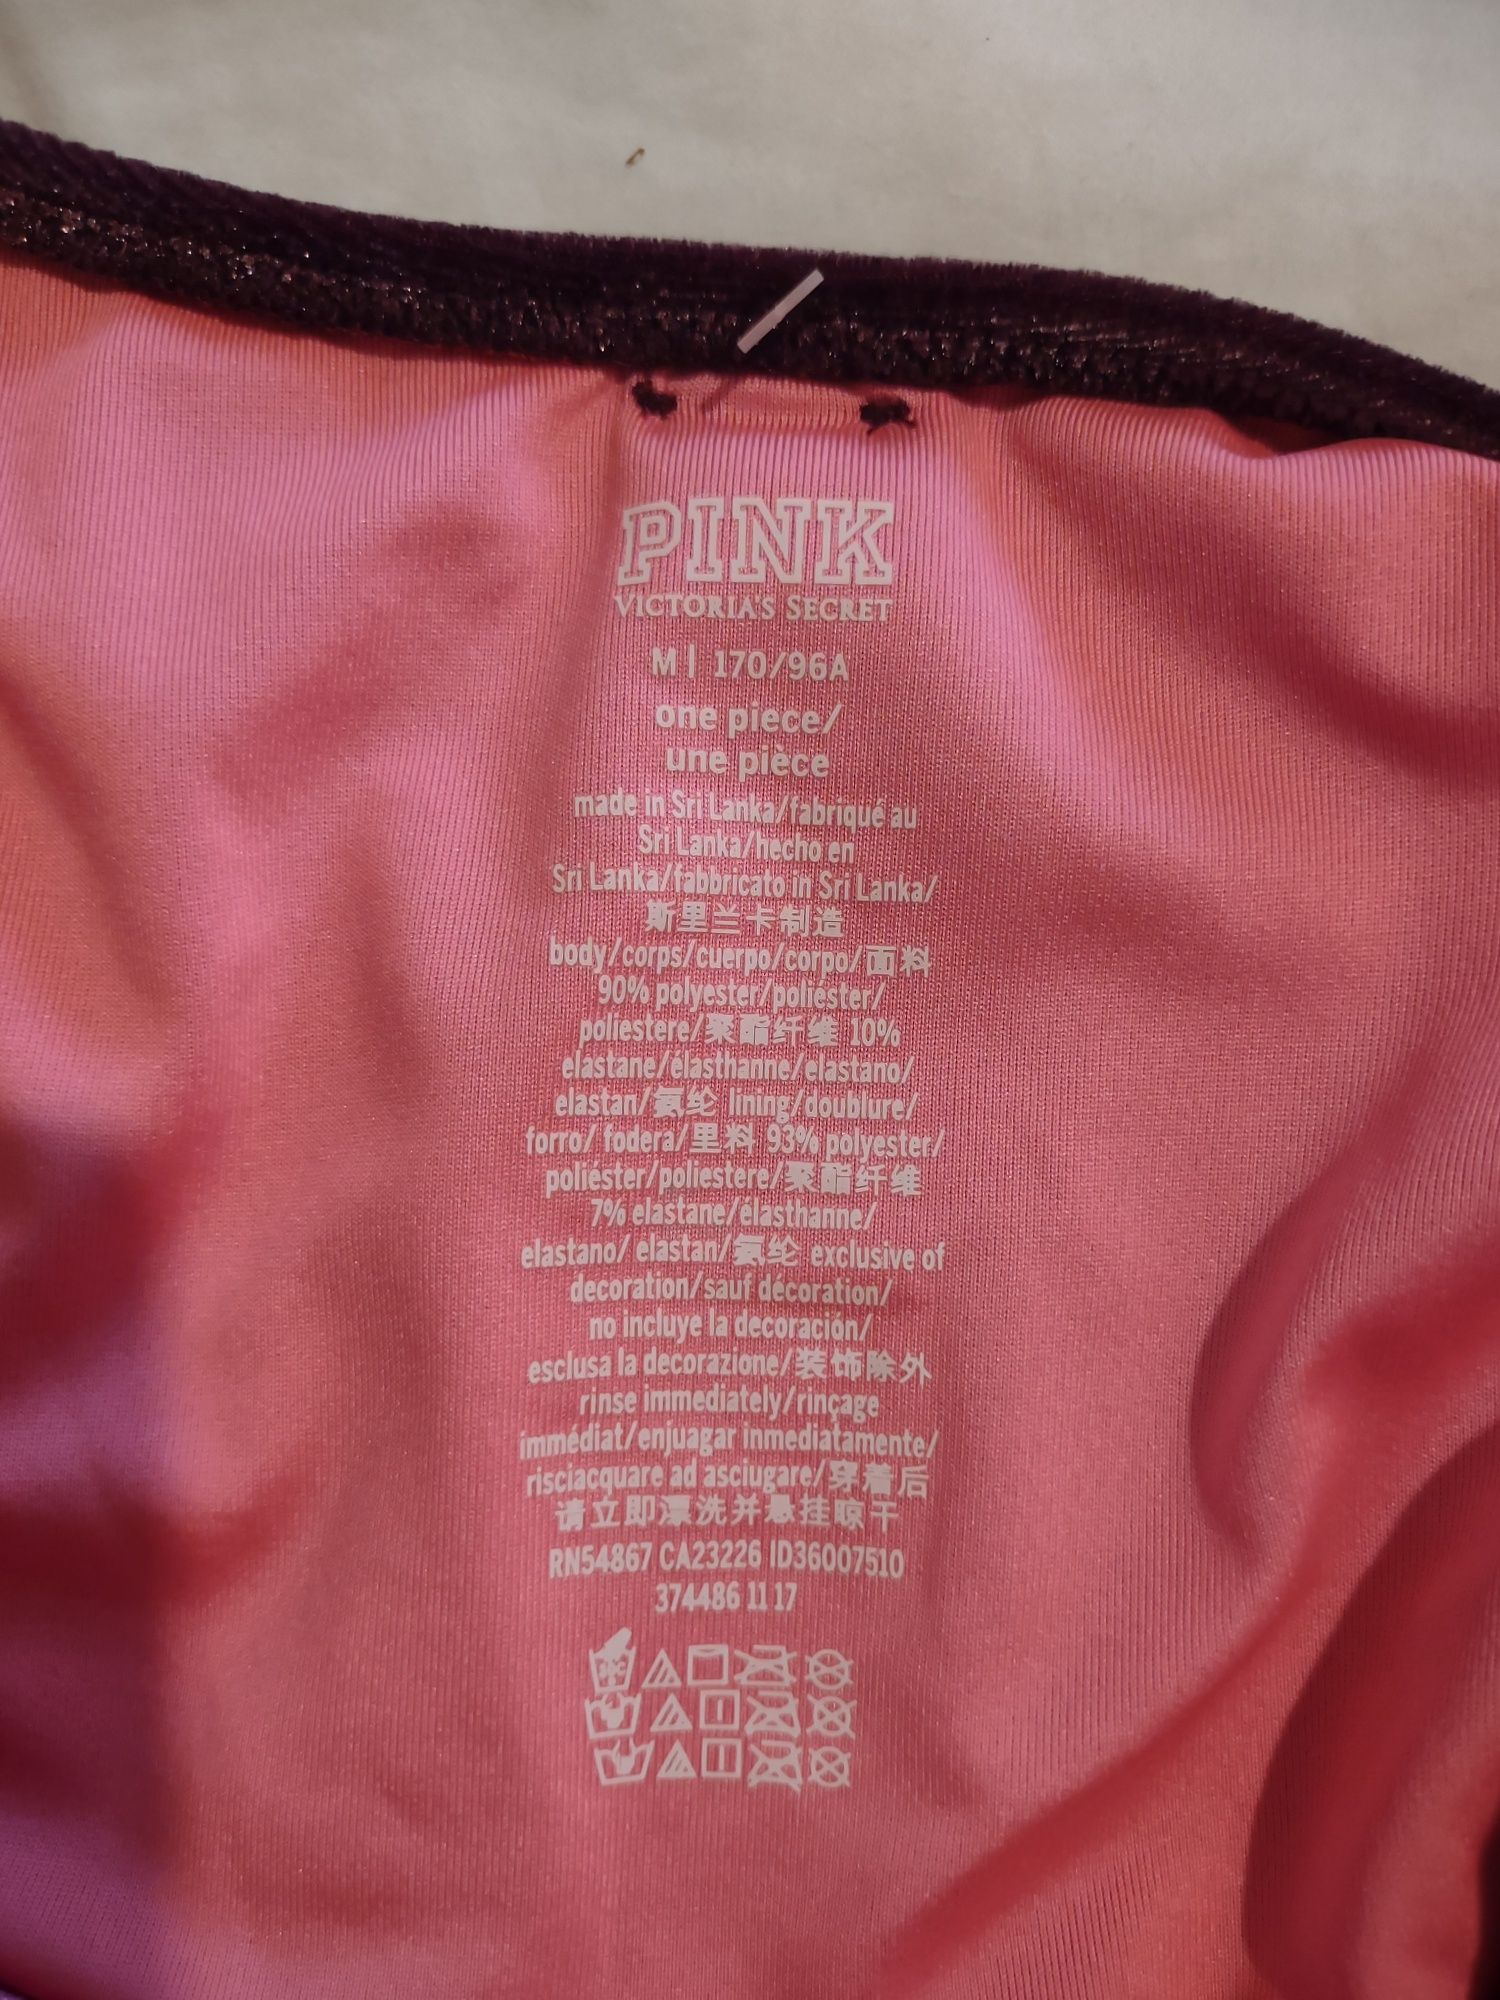 PINK
VICTORIA'S SECRET
M| 170/96A
one piece/
une pièce
made in Sri Lanka/fabriqué au
Sri Lanka/hecho en
Sri Lanka/fabbricato in Sri Lanka/
斯里兰卡制造
body/corps/cuerpo/corpo/面料
90% polyester/poliéster/
poliestere/聚酯纤维 10%
elastane/élasthanne/elastano/
elastan/氨纶 lining/doublure/
forro/ fodera/里料 93% polyester/
poliéster/poliestere/聚酯纤维
7% elastane/élasthanne/
elastano/ elastan/氨纶 exclusive of
decoration/sauf décoration/
no incluye la decoración/
esclusa la decorazione/装饰除外
rinse immediately/rinçage
immédiat/enjuagar inmediatamente/
risciacquare ad asciugare/穿着后
请立即漂洗并悬挂晾干
RN54867 CA23226 ID36007510
374486 11 17